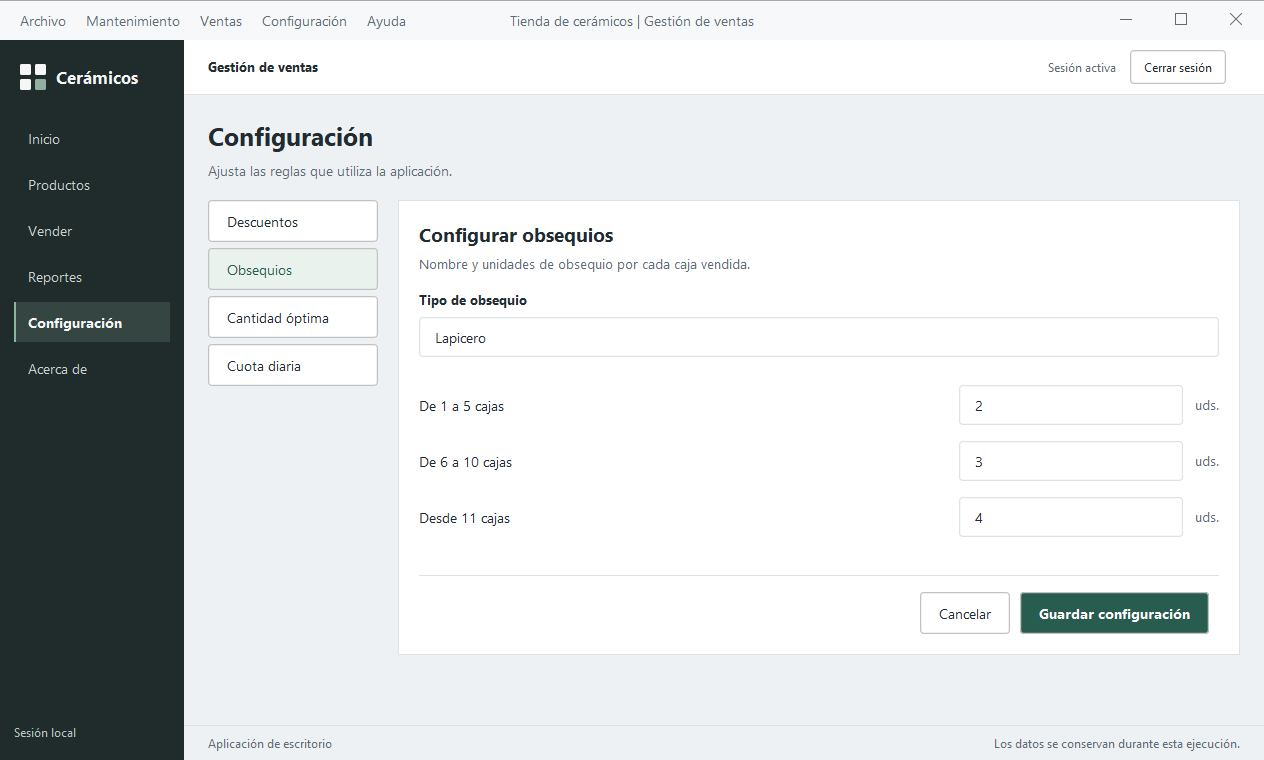 Archivo Mantenimiento Ventas Configuración Ayuda Tienda de cerámicos | Gestión de ventas
Cerámicos
Inicio
Productos
Vender
Reportes
Configuración
Acerca de
Sesión local
Gestión de ventas Sesión activa Cerrar sesión
Configuración
Ajusta las reglas que utiliza la aplicación.
Descuentos
Obsequios
Cantidad óptima
Cuota diaria
Configurar obsequios
Nombre y unidades de obsequio por cada caja vendida.
Tipo de obsequio
Lapicero
De 1 a 5 cajas 2 uds.
De 6 a 10 cajas 3 uds.
Desde 11 cajas 4 uds.
Cancelar Guardar configuración
Aplicación de escritorio Los datos se conservan durante esta ejecución.